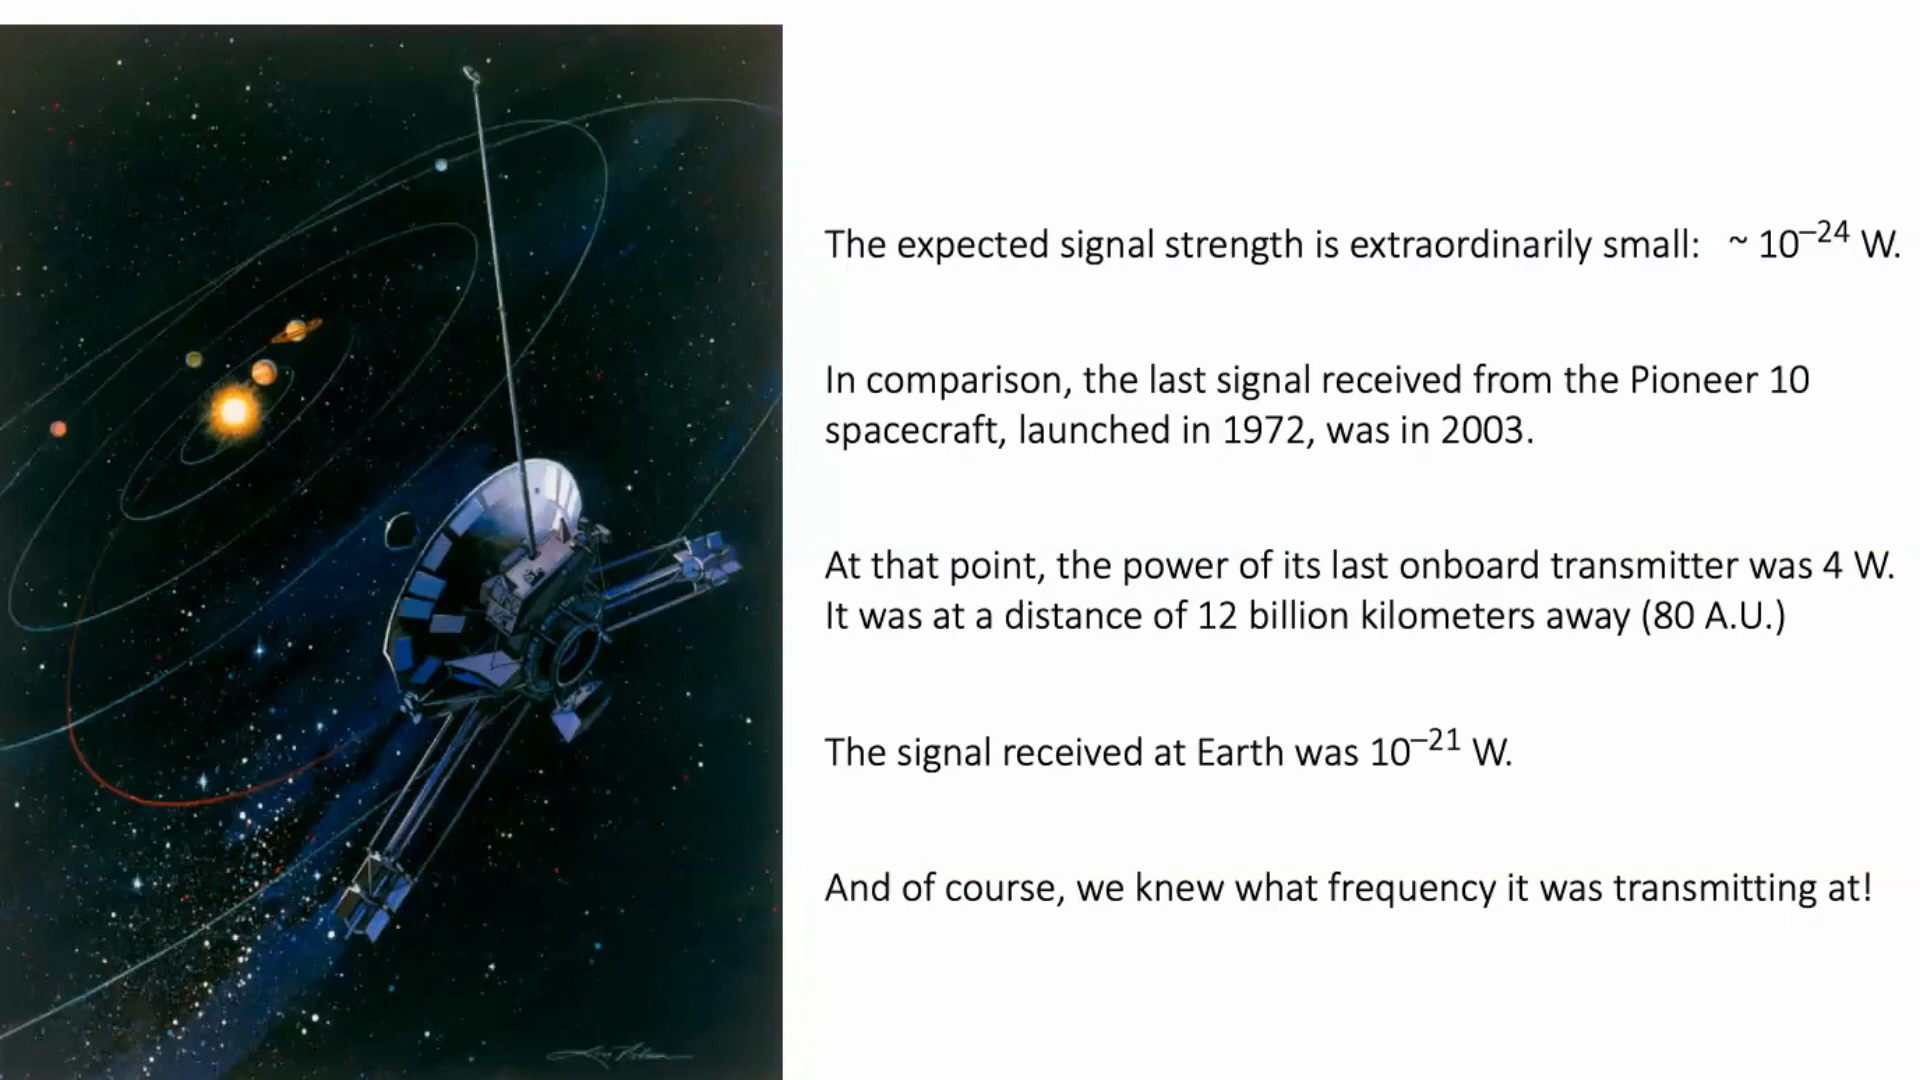 The expected signal strength is extraordinarily small: ~ 10⁻²⁴ W.
In comparison, the last signal received from the Pioneer 10
spacecraft, launched in 1972, was in 2003.
At that point, the power of its last onboard transmitter was 4 W.
It was at a distance of 12 billion kilometers away (80 A.U.)
The signal received at Earth was 10⁻²¹ W.
And of course, we knew what frequency it was transmitting at!